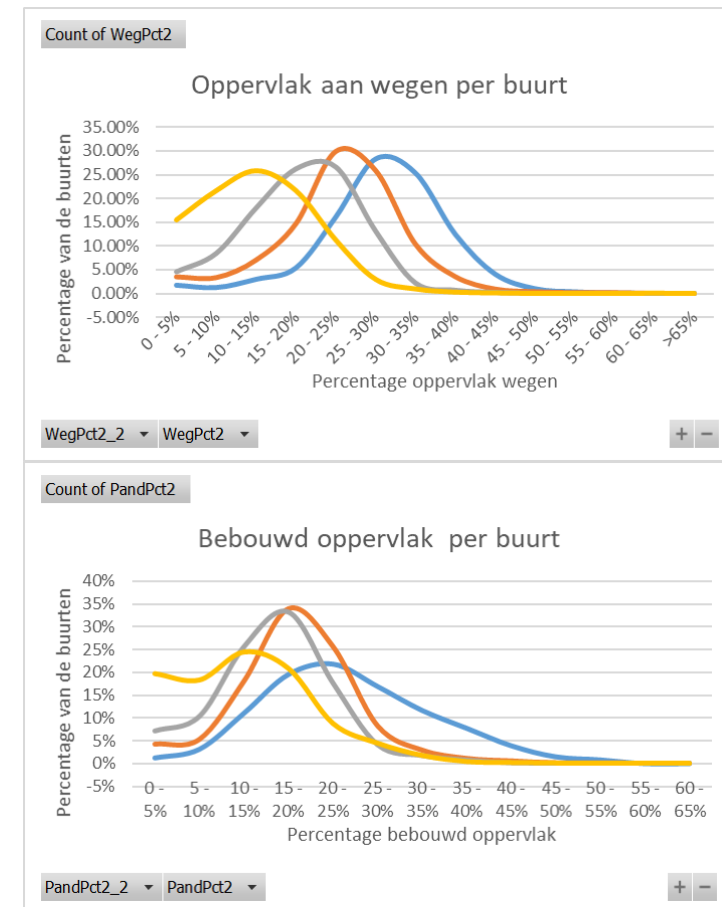 Count of WegPct2
Oppervlak aan wegen per buurt
Percentage van de buurten
35.00%
30.00%
25.00%
20.00%
15.00%
10.00%
5.00%
0.00%
-5.00%
0 - 5%
5 - 10%
10 - 15%
15 - 20%
20 - 25%
25 - 30%
30 - 35%
35 - 40%
40 - 45%
45 - 50%
50 - 55%
55 - 60%
60 - 65%
>65%
Percentage oppervlak wegen
WegPct2_2 WegPct2
+ −
Count of PandPct2
Bebouwd oppervlak per buurt
Percentage van de buurten
40%
35%
30%
25%
20%
15%
10%
5%
0%
-5%
0 - 5 - 10 - 15 - 20 - 25 - 30 - 35 - 40 - 45 - 50 - 55 - 60 -
5% 10% 15% 20% 25% 30% 35% 40% 45% 50% 55% 60% 65%
Percentage bebouwd oppervlak
PandPct2_2 PandPct2
+ −